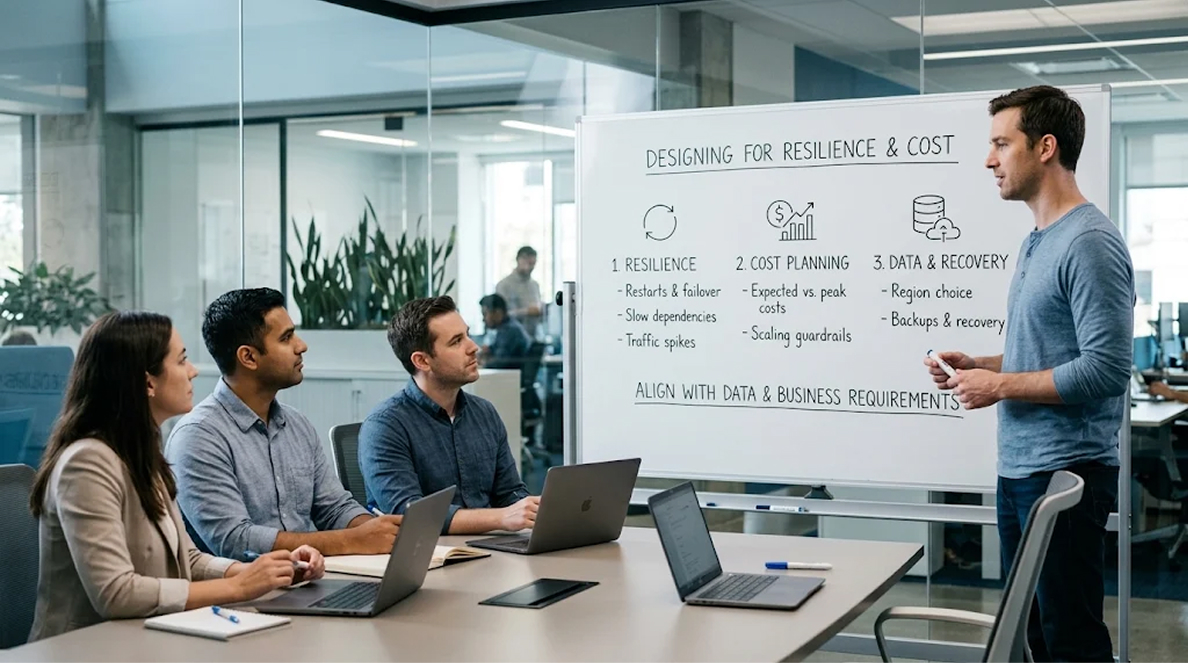 DESIGNING FOR RESILIENCE & COST
1. RESILIENCE
- Restarts & failover
- Slow dependencies
- Traffic spikes
$
2. COST PLANNING
- Expected vs. peak
costs
- Scaling guardrails
3. DATA & RECOVERY
- Region choice
- Backups & recovery
ALIGN WITH DATA & BUSINESS REQUIREMENTS